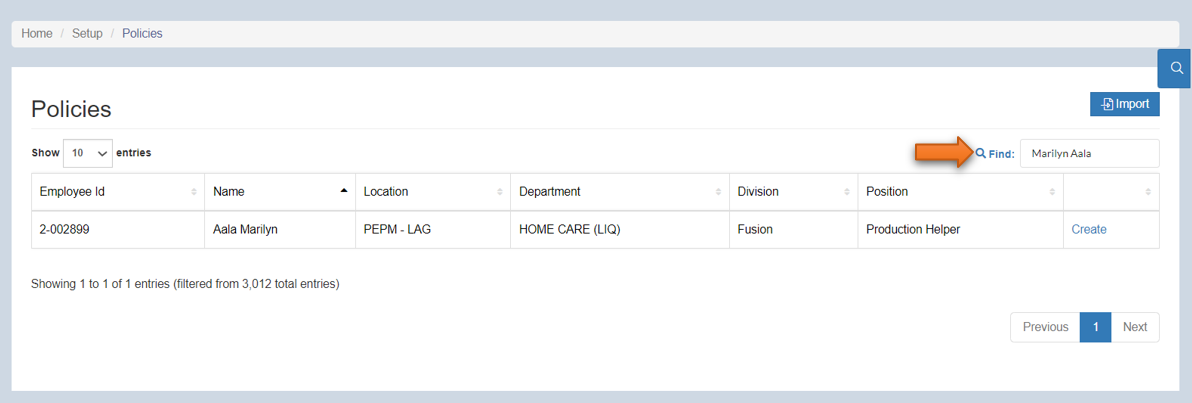 Home / Setup / Policies
Policies
Import
Show 10 entries
Find: Marilyn Aala
Employee Id Name Location Department Division Position
2-002899 Aala Marilyn PEPM - LAG HOME CARE (LIQ) Fusion Production Helper Create
Showing 1 to 1 of 1 entries (filtered from 3,012 total entries)
Previous 1 Next